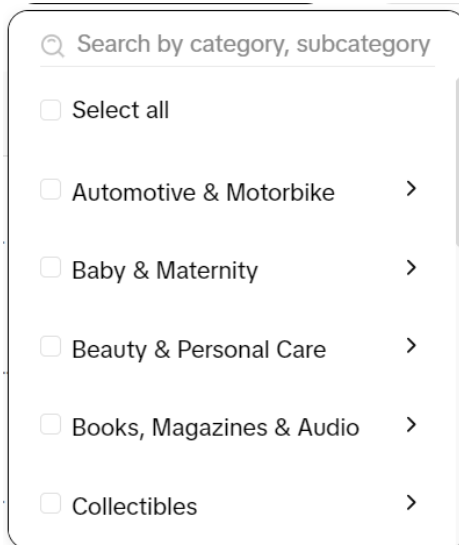 Search by category, subcategory
Select all
Automotive & Motorbike
Baby & Maternity
Beauty & Personal Care
Books, Magazines & Audio
Collectibles